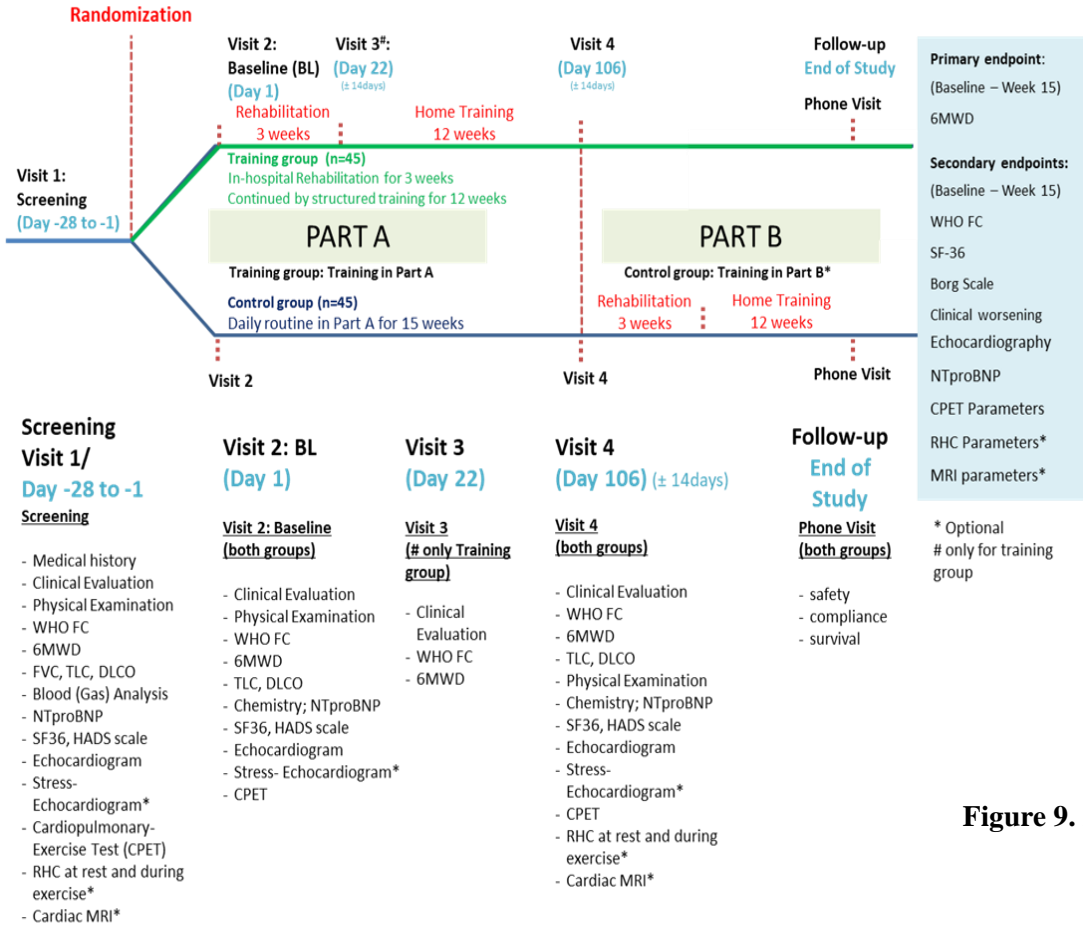 Randomization
Visit 1:
Screening
(Day -28 to -1)
Visit 2:
Baseline (BL)
(Day 1)
Visit 3#:
(Day 22)
(± 14days)
Visit 4
(Day 106)
(± 14days)
Follow-up
End of Study
Phone Visit
Rehabilitation
3 weeks
Home Training
12 weeks
Training group (n=45)
In-hospital Rehabilitation for 3 weeks
Continued by structured training for 12 weeks
PART A
Training group: Training in Part A
Control group (n=45)
Daily routine in Part A for 15 weeks
PART B
Control group: Training in Part B*
Rehabilitation
3 weeks
Home Training
12 weeks
Visit 2
Visit 4
Phone Visit
Primary endpoint:
(Baseline – Week 15)
6MWD
Secondary endpoints:
(Baseline – Week 15)
WHO FC
SF-36
Borg Scale
Clinical worsening
Echocardiography
NTproBNP
CPET Parameters
RHC Parameters*
MRI parameters*
* Optional
# only for training
group
Screening
Visit 1/
Day -28 to -1
Screening
- Medical history
- Clinical Evaluation
- Physical Examination
- WHO FC
- 6MWD
- FVC, TLC, DLCO
- Blood (Gas) Analysis
- NTproBNP
- SF36, HADS scale
- Echocardiogram
- Stress-
Echocardiogram*
- Cardiopulmonary-
Exercise Test (CPET)
- RHC at rest and during
exercise*
- Cardiac MRI*
Visit 2: BL
(Day 1)
Visit 2: Baseline
(both groups)
- Clinical Evaluation
- Physical Examination
- WHO FC
- 6MWD
- TLC, DLCO
- Chemistry; NTproBNP
- SF36, HADS scale
- Echocardiogram
- Stress- Echocardiogram*
- CPET
Visit 3
(Day 22)
Visit 3
(# only Training
group)
- Clinical
Evaluation
- WHO FC
- 6MWD
Visit 4
(Day 106) (± 14days)
Visit 4
(both groups)
- Clinical Evaluation
- WHO FC
- 6MWD
- TLC, DLCO
- Physical Examination
- Chemistry; NTproBNP
- SF36, HADS scale
- Echocardiogram
- Stress-
Echocardiogram*
- CPET
- RHC at rest and during
exercise*
- Cardiac MRI*
Follow-up
End of
Study
Phone Visit
(both groups)
- safety
- compliance
- survival
Figure 9.